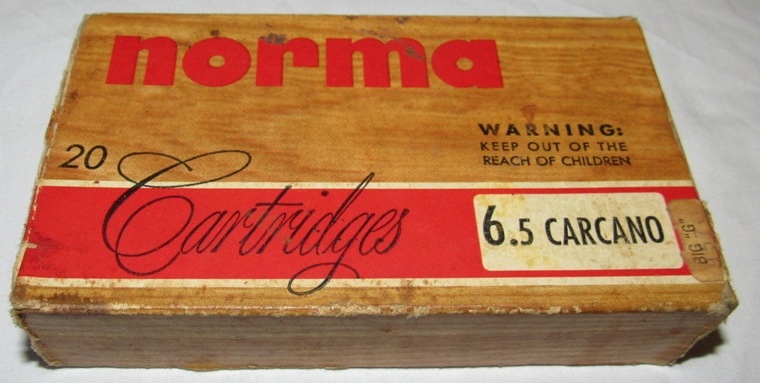 norma
WARNING:
KEEP OUT OF THE
REACH OF CHILDREN
20
Cartridges
6.5 CARCANO
BIG "G"